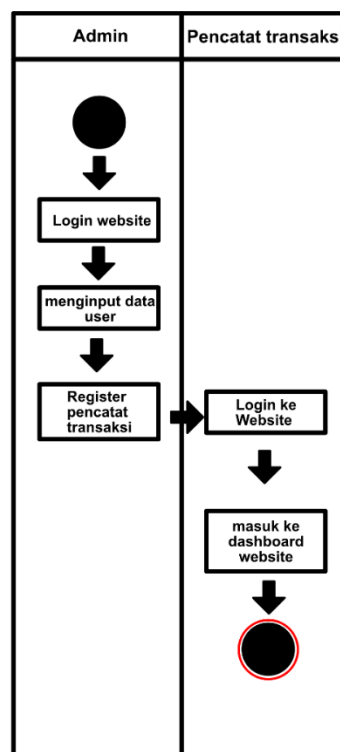 Admin
Pencatat transaks
Login website
menginput data
user
Register
pencatat
transaksi
Login ke
Website
masuk ke
dashboard
website